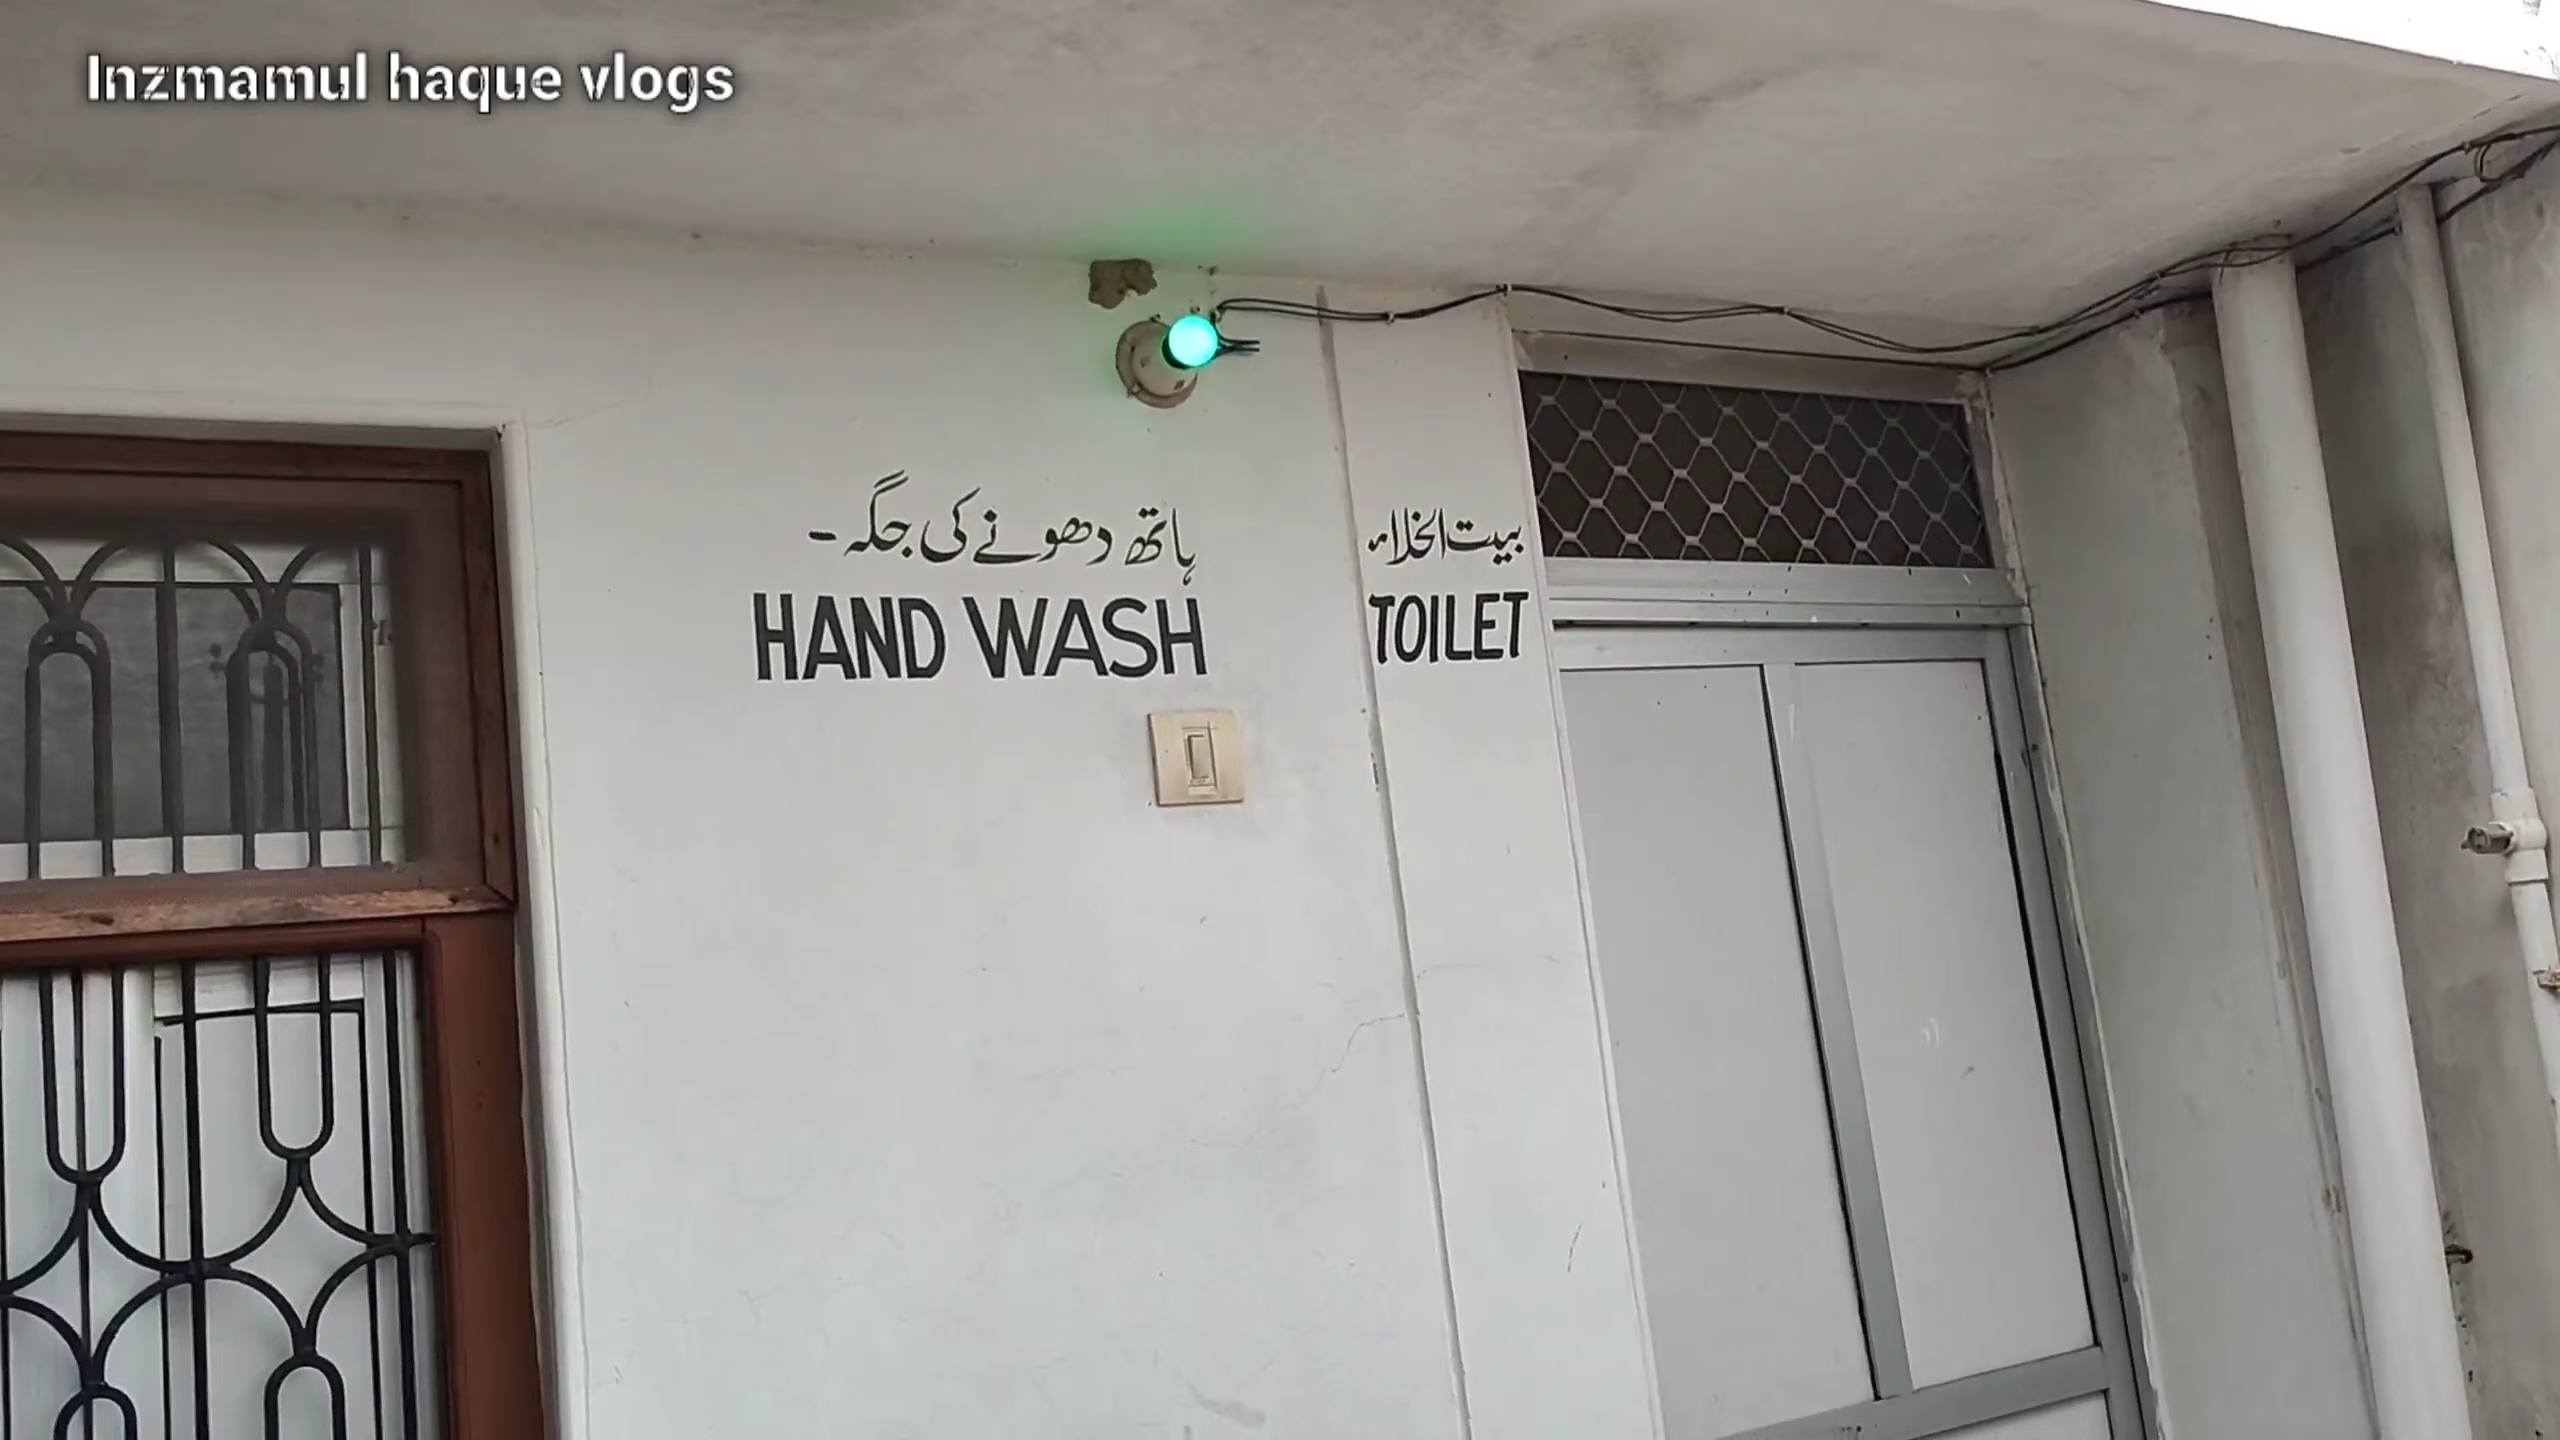 Inzmamul haque vlogs
ہاتھ دھونے کی جگہ۔
HAND WASH
بیت الخلاء
TOILET